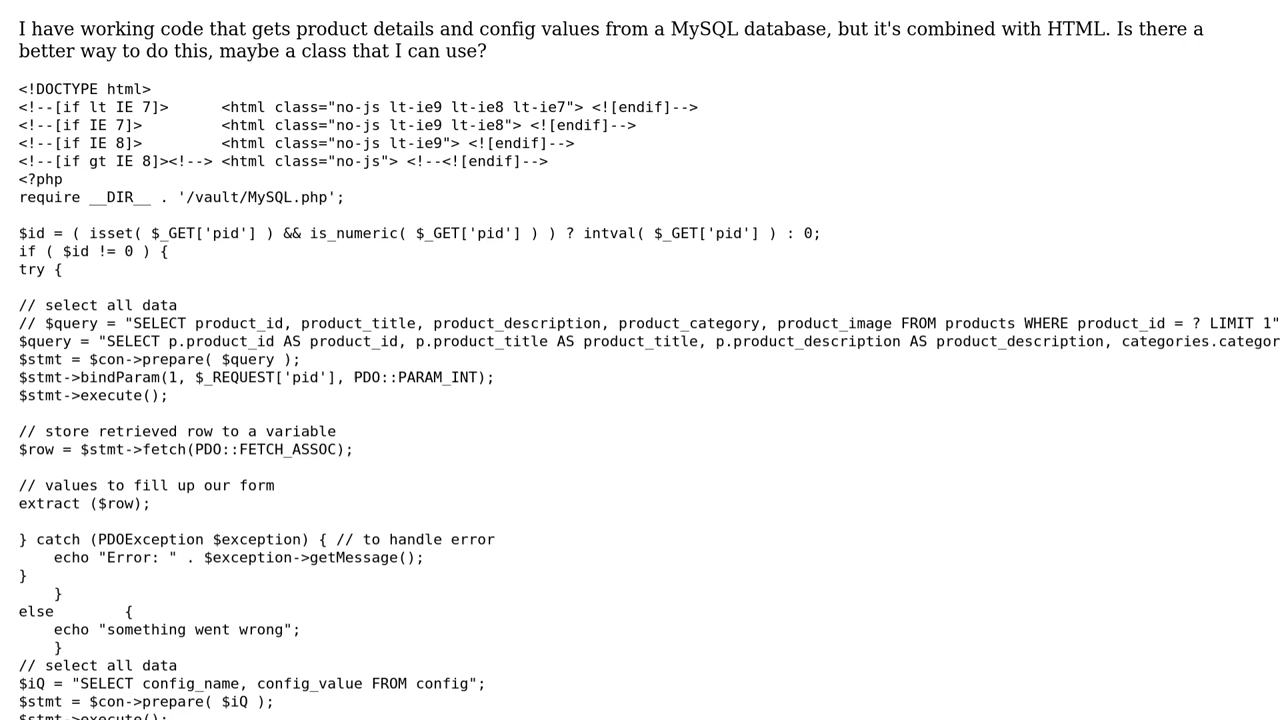 I have working code that gets product details and config values from a MySQL database, but it's combined with HTML. Is there a
better way to do this, maybe a class that I can use?
<!DOCTYPE html>
<!--[if lt IE 7]>      <html class="no-js lt-ie9 lt-ie8 lt-ie7"> <![endif]-->
<!--[if IE 7]>         <html class="no-js lt-ie9 lt-ie8"> <![endif]-->
<!--[if IE 8]>         <html class="no-js lt-ie9"> <![endif]-->
<!--[if gt IE 8]><!--> <html class="no-js"> <!--<![endif]-->
<?php
require __DIR__ . '/vault/MySQL.php';
$id = ( isset( $_GET['pid'] ) && is_numeric( $_GET['pid'] ) ) ? intval( $_GET['pid'] ) : 0;
if ( $id != 0 ) {
try {
// select all data
// $query = "SELECT product_id, product_title, product_description, product_category, product_image FROM products WHERE product_id = ? LIMIT 1"
$query = "SELECT p.product_id AS product_id, p.product_title AS product_title, p.product_description AS product_description, categories.categor
$stmt = $con->prepare( $query );
$stmt->bindParam(1, $_REQUEST['pid'], PDO::PARAM_INT);
$stmt->execute();
// store retrieved row to a variable
$row = $stmt->fetch(PDO::FETCH_ASSOC);
// values to fill up our form
extract ($row);
} catch (PDOException $exception) { // to handle error
    echo "Error: " . $exception->getMessage();
}
    }
else        {
    echo "something went wrong";
    }
// select all data
$iQ = "SELECT config_name, config_value FROM config";
$stmt = $con->prepare( $iQ );
$stmt->execute();